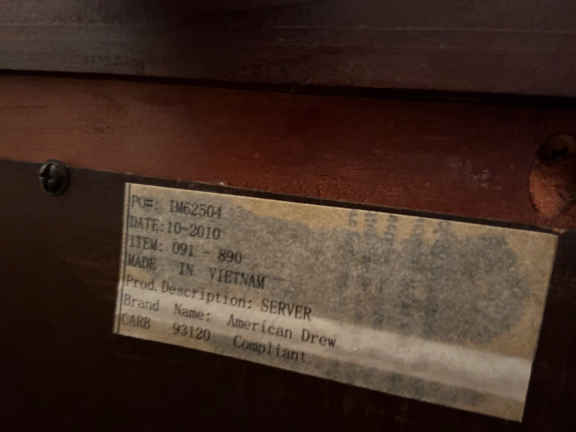 PO#: IM62504
DATE:10-2010
ITEM: 091 - 890
MADE IN VIETNAM
Prod.Description: SERVER
Brand Name: American Drew
CARB 93120 Compliant